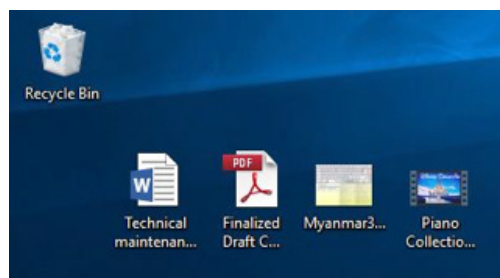 Recycle Bin
PDF
W
Technical
maintenan...
Finalized
Draft C...
Myanmar3...
Piano
Collectio...